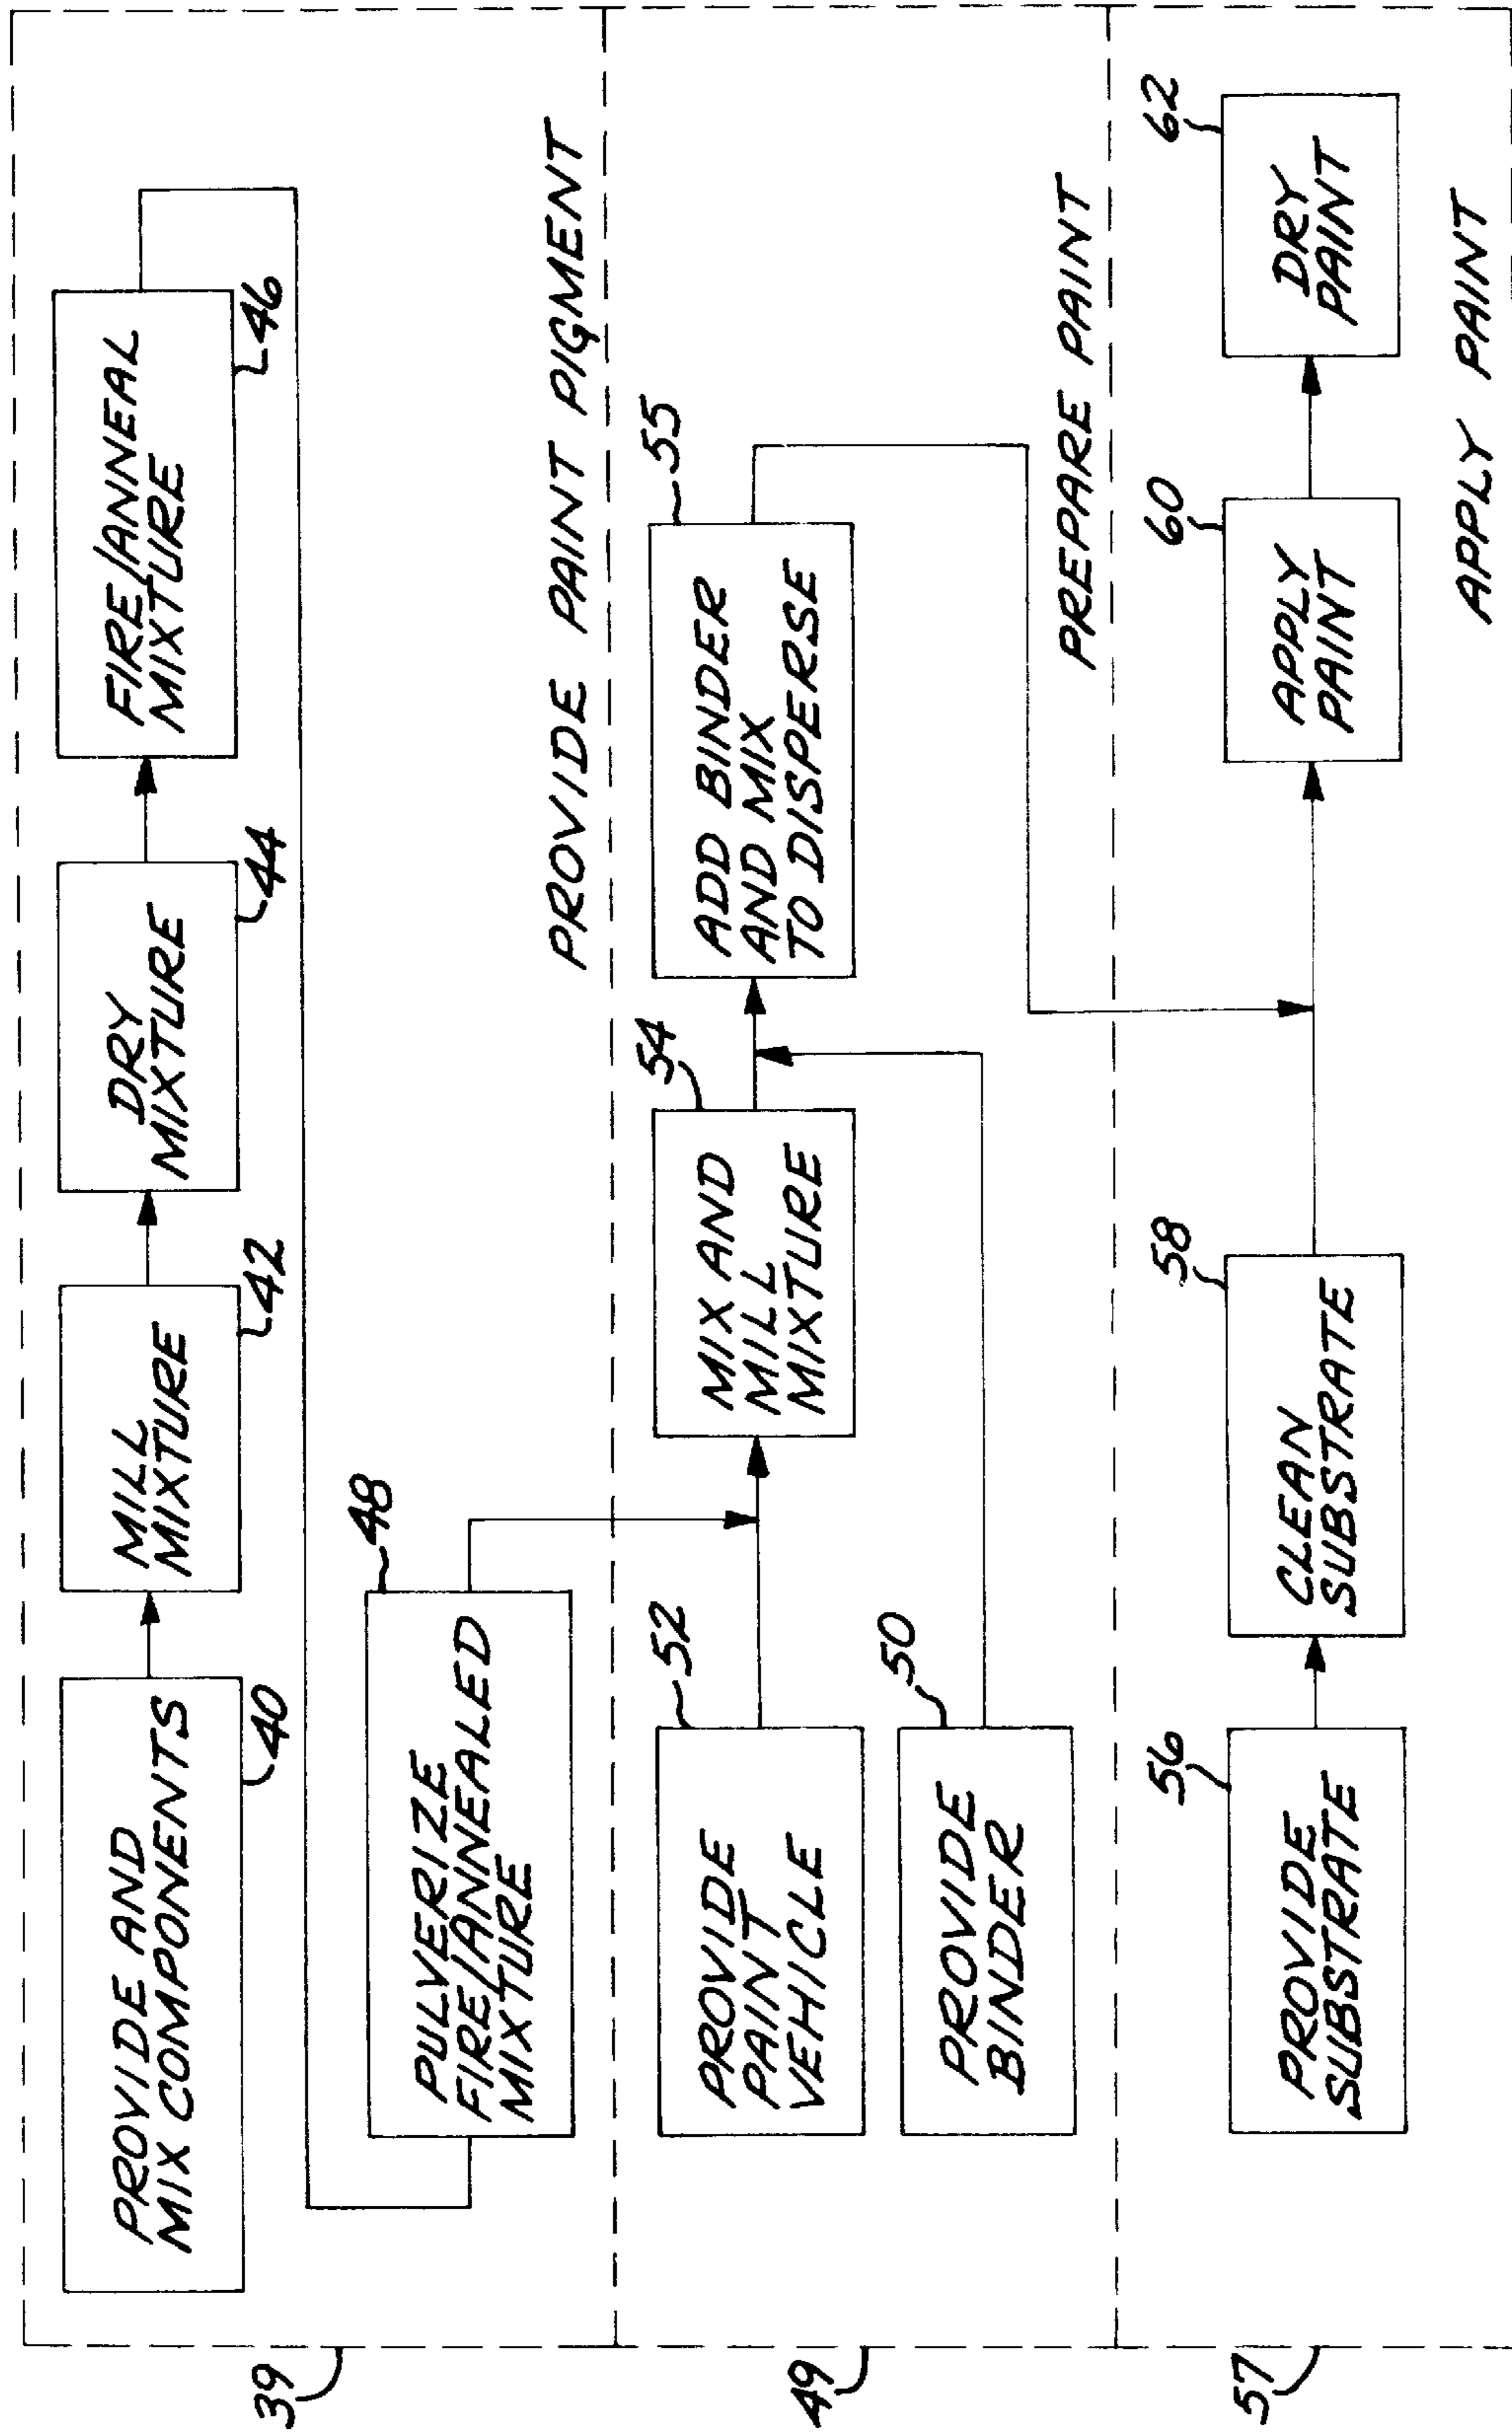 PROVIDE AND
MIX COMPONENTS
40
MILL
MIXTURE
42
DRY
MIXTURE
44
FIRE/ANNEAL
MIXTURE
46
PULVERIZE
FIRE/ANNEALED
MIXTURE
48
PROVIDE PAINT PIGMENT
39
PROVIDE
PAINT
VEHICLE
52
MIX AND
MILL
MIXTURE
54
ADD BINDER
AND MIX
TO DISPERSE
55
PROVIDE
BINDER
50
PREPARE PAINT
49
PROVIDE
SUBSTRATE
56
CLEAN
SUBSTRATE
58
APPLY
PAINT
60
DRY
PAINT
62
APPLY PAINT
57